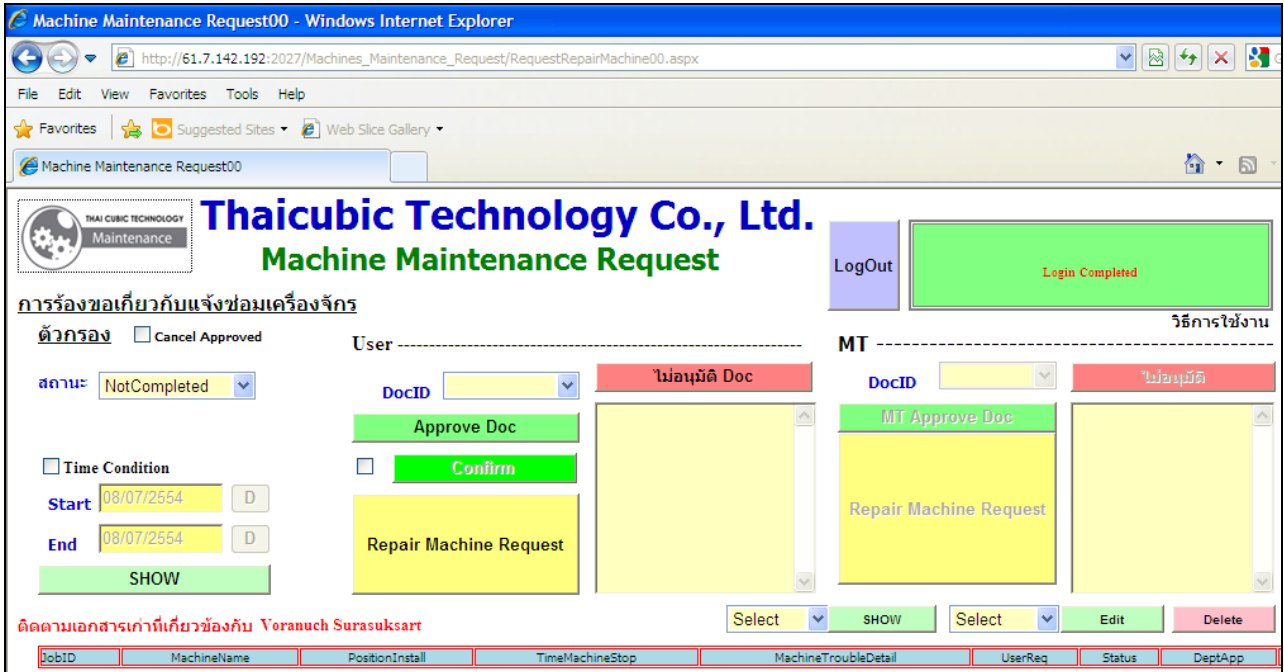 Machine Maintenance Request00 - Windows Internet Explorer
http://61.7.142.192:2027/Machines_Maintenance_Request/RequestRepairMachine00.aspx
File Edit View Favorites Tools Help
Favorites Suggested Sites Web Slice Gallery
Machine Maintenance Request00
THAI CUBIC TECHNOLOGY
Maintenance
Thaicubic Technology Co., Ltd.
Machine Maintenance Request
LogOut
Login Completed
การร้องขอเกี่ยวกับแจ้งซ่อมเครื่องจักร
วิธีการใช้งาน
ตัวกรอง Cancel Approved
User
MT
สถานะ NotCompleted
DocID
ไม่อนุมัติ Doc
DocID
ไม่อนุมัติ
Approve Doc
MT Approve Doc
Time Condition
Confirm
Start 08/07/2554 D
Repair Machine Request
End 08/07/2554 D
Repair Machine Request
SHOW
ติดตามเอกสารเก่าที่เกี่ยวข้องกับ Voranuch Surasuksart
Select SHOW Select Edit Delete
JobID MachineName PositionInstall TimeMachineStop MachineTroubleDetail UserReq Status DeptApp